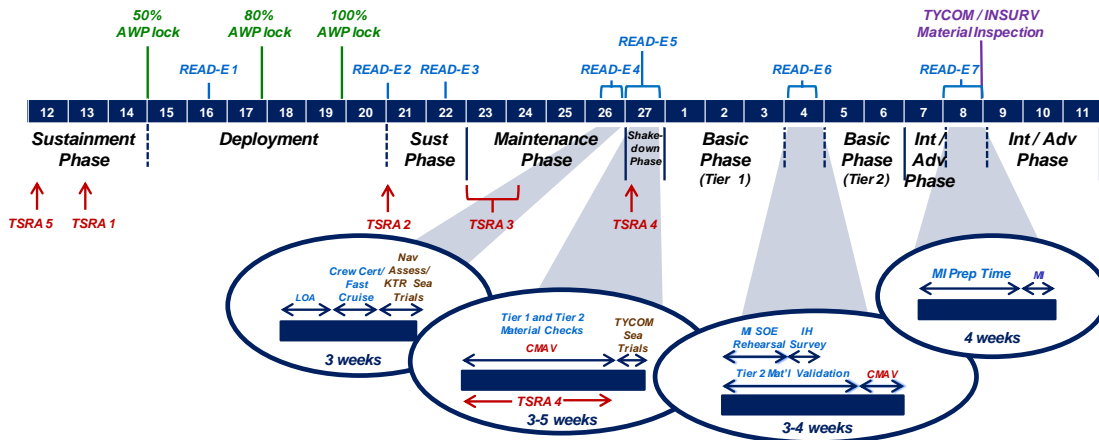 50%
AWP lock
80%
AWP lock
100%
AWP lock
TYCOM / INSURV
Material Inspection
READ-E 1
READ-E 2
READ-E 3
READ-E 4
READ-E 5
READ-E 6
READ-E 7
12 13 14 15 16 17 18 19 20 21 22 23 24 25 26 27 1 2 3 4 5 6 7 8 9 10 11
Sustainment
Phase
Deployment
Sust
Phase
Maintenance
Phase
Shake-
down
Phase
Basic
Phase
(Tier 1)
Basic
Phase
(Tier 2)
Int /
Adv
Phase
Int / Adv
Phase
TSRA 5
TSRA 1
TSRA 2
TSRA 3
TSRA 4
LOA
Crew Cert/
Fast
Cruise
Nav
Assess/
KTR Sea
Trials
3 weeks
Tier 1 and Tier 2
Material Checks
CMAV
TYCOM
Sea
Trials
TSRA 4
3-5 weeks
MI SOE
Rehearsal
IH
Survey
Tier 2 Mat'l Validation
CMAV
3-4 weeks
MI Prep Time
MI
4 weeks